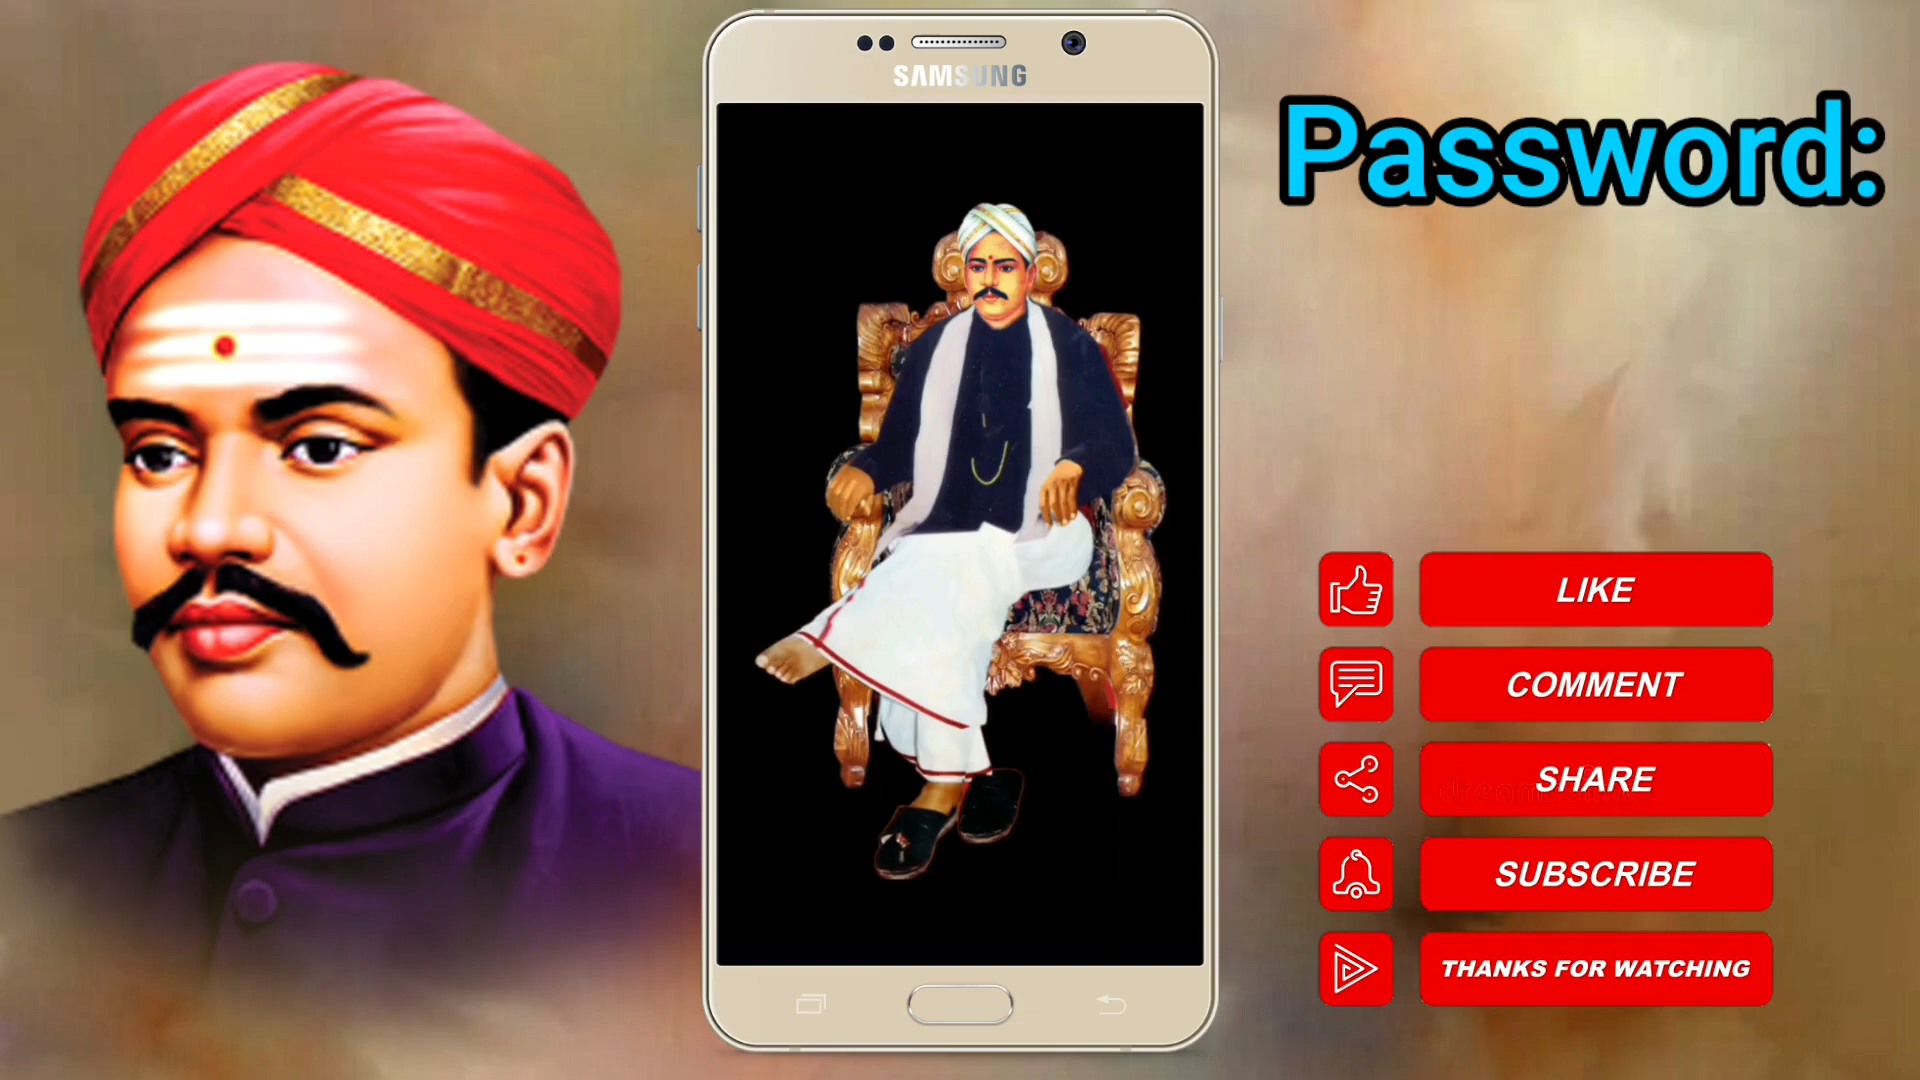 SAMSUNG
Password:
LIKE
COMMENT
SHARE
SUBSCRIBE
THANKS FOR WATCHING